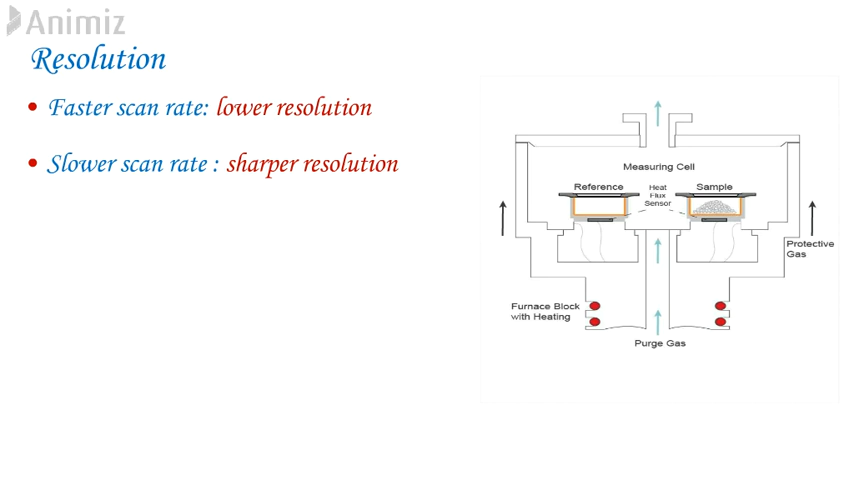 Animiz
Resolution
• Faster scan rate: lower resolution
• Slower scan rate : sharper resolution
Measuring Cell
Reference
Heat
Flux
Sensor
Sample
Protective
Gas
Furnace Block
with Heating
Purge Gas